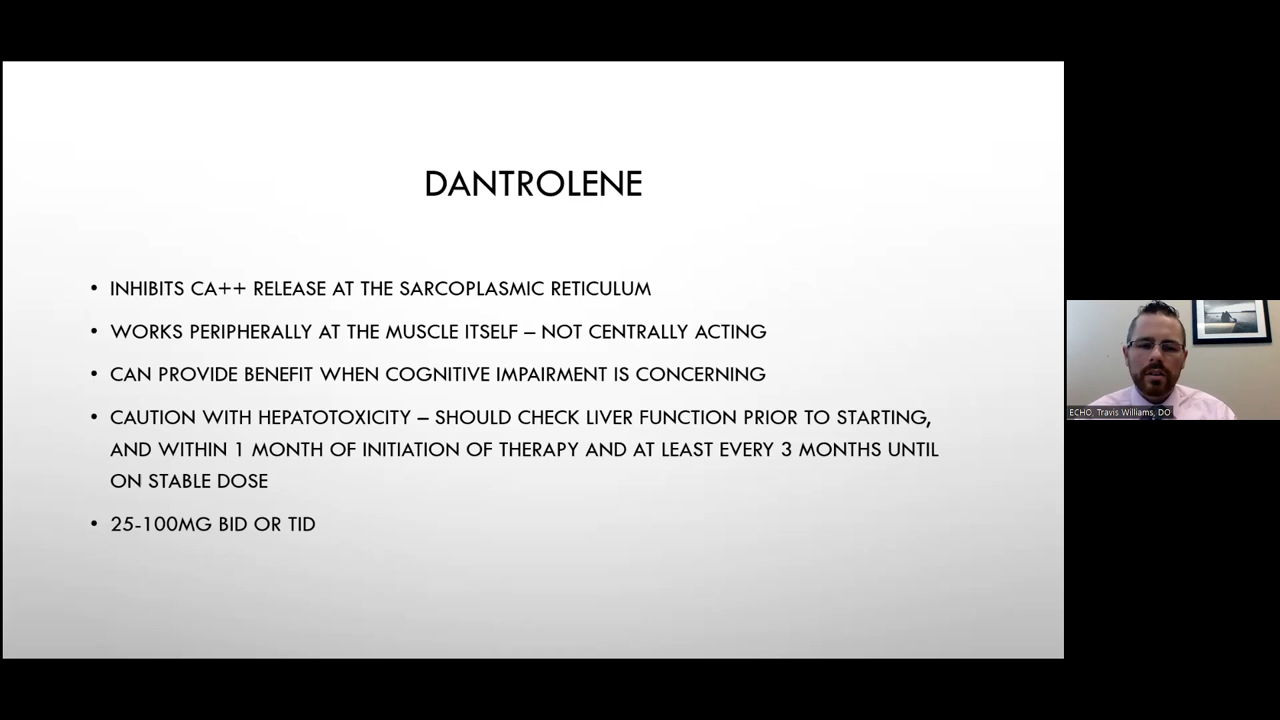 DANTROLENE
• INHIBITS CA++ RELEASE AT THE SARCOPLASMIC RETICULUM
• WORKS PERIPHERALLY AT THE MUSCLE ITSELF – NOT CENTRALLY ACTING
• CAN PROVIDE BENEFIT WHEN COGNITIVE IMPAIRMENT IS CONCERNING
• CAUTION WITH HEPATOTOXICITY – SHOULD CHECK LIVER FUNCTION PRIOR TO STARTING,
AND WITHIN 1 MONTH OF INITIATION OF THERAPY AND AT LEAST EVERY 3 MONTHS UNTIL
ON STABLE DOSE
• 25-100MG BID OR TID
ECHO, Travis Williams, DO